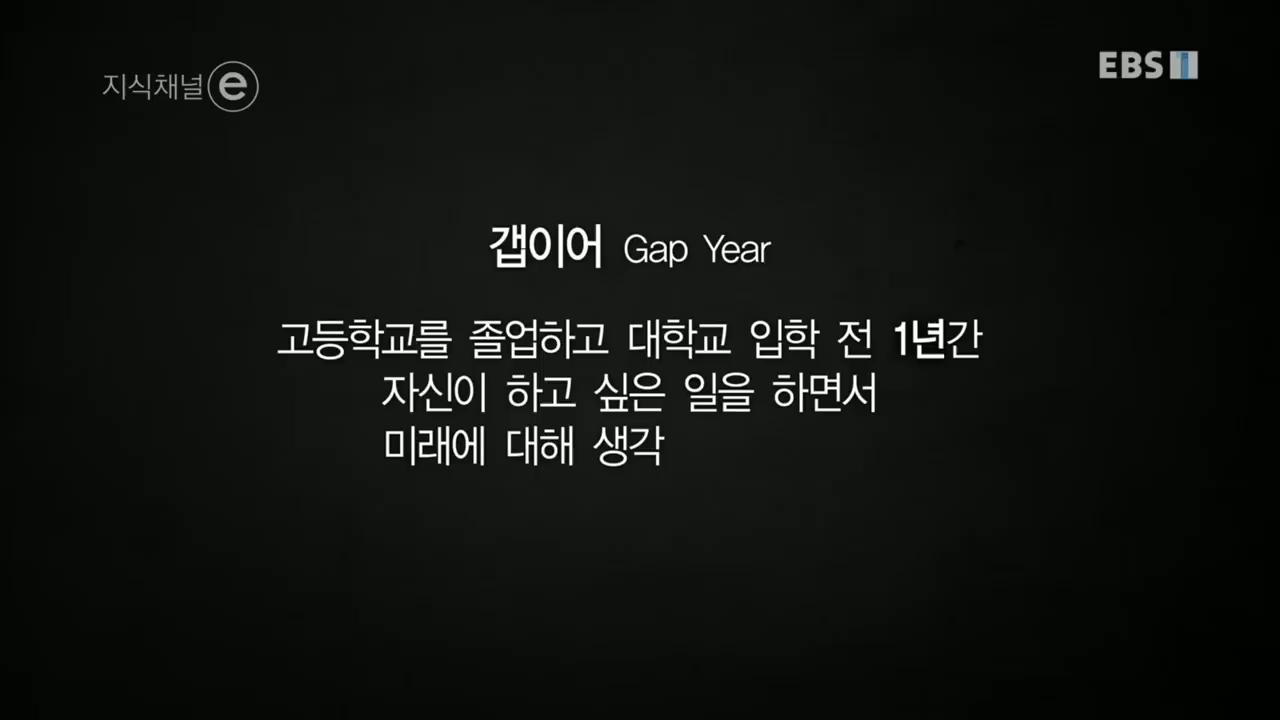 지식채널 e
EBS 1
갭이어 Gap Year
고등학교를 졸업하고 대학교 입학 전 1년간
자신이 하고 싶은 일을 하면서
미래에 대해 생각